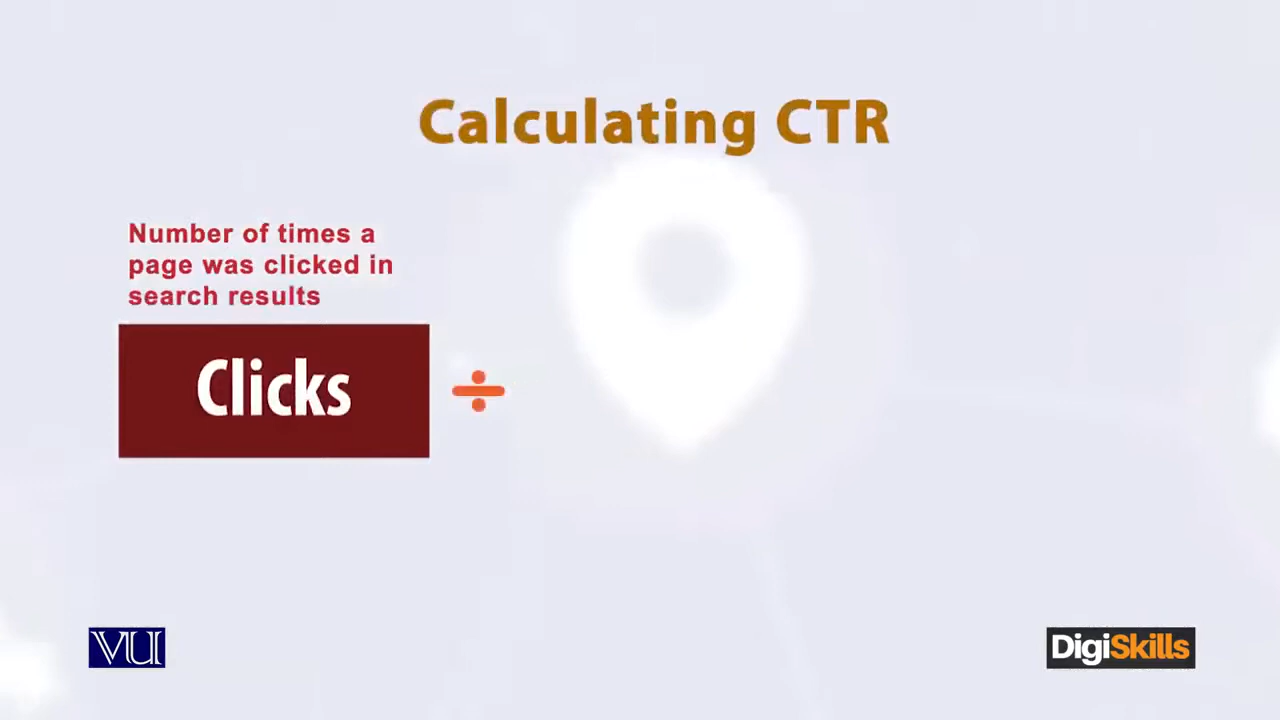 Calculating CTR
Number of times a
page was clicked in
search results
Clicks
÷
VU
DigiSkills